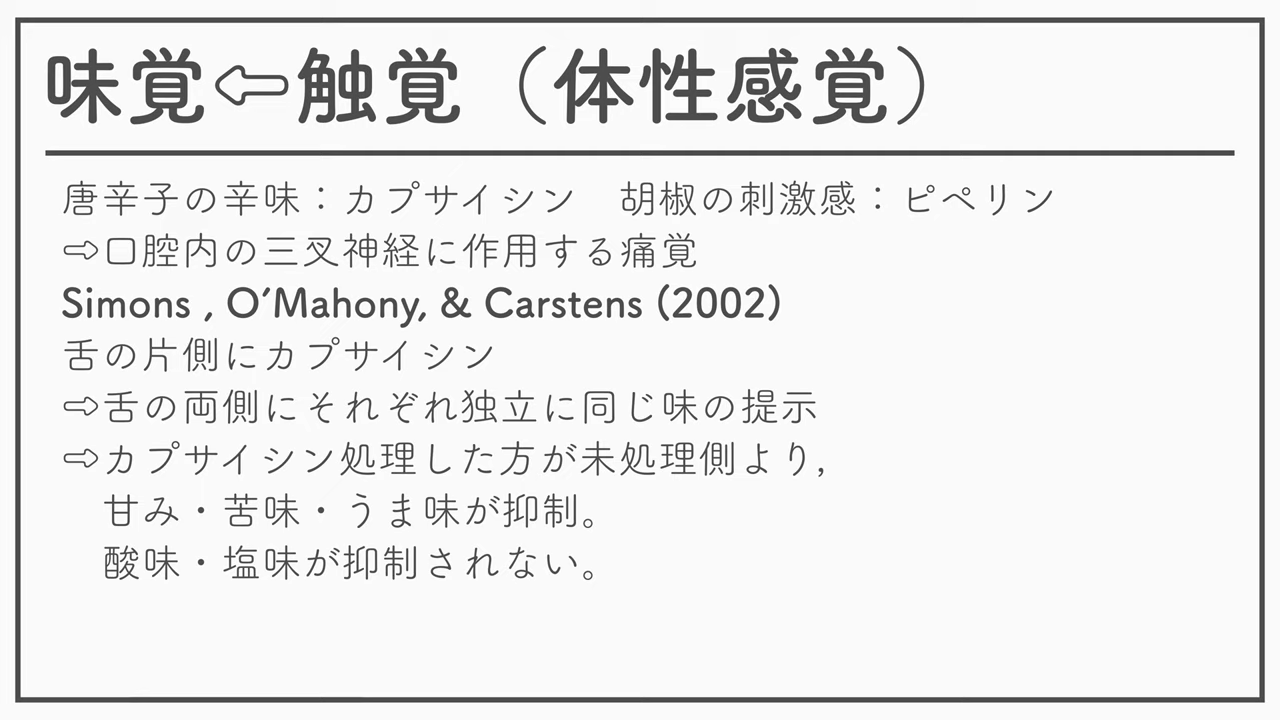 味覚⇦触覚（体性感覚）
唐辛子の辛味：カプサイシン　胡椒の刺激感：ピペリン
⇨口腔内の三叉神経に作用する痛覚
Simons , O’Mahony, & Carstens (2002)
舌の片側にカプサイシン
⇨舌の両側にそれぞれ独立に同じ味の提示
⇨カプサイシン処理した方が未処理側より，
甘み・苦味・うま味が抑制。
酸味・塩味が抑制されない。